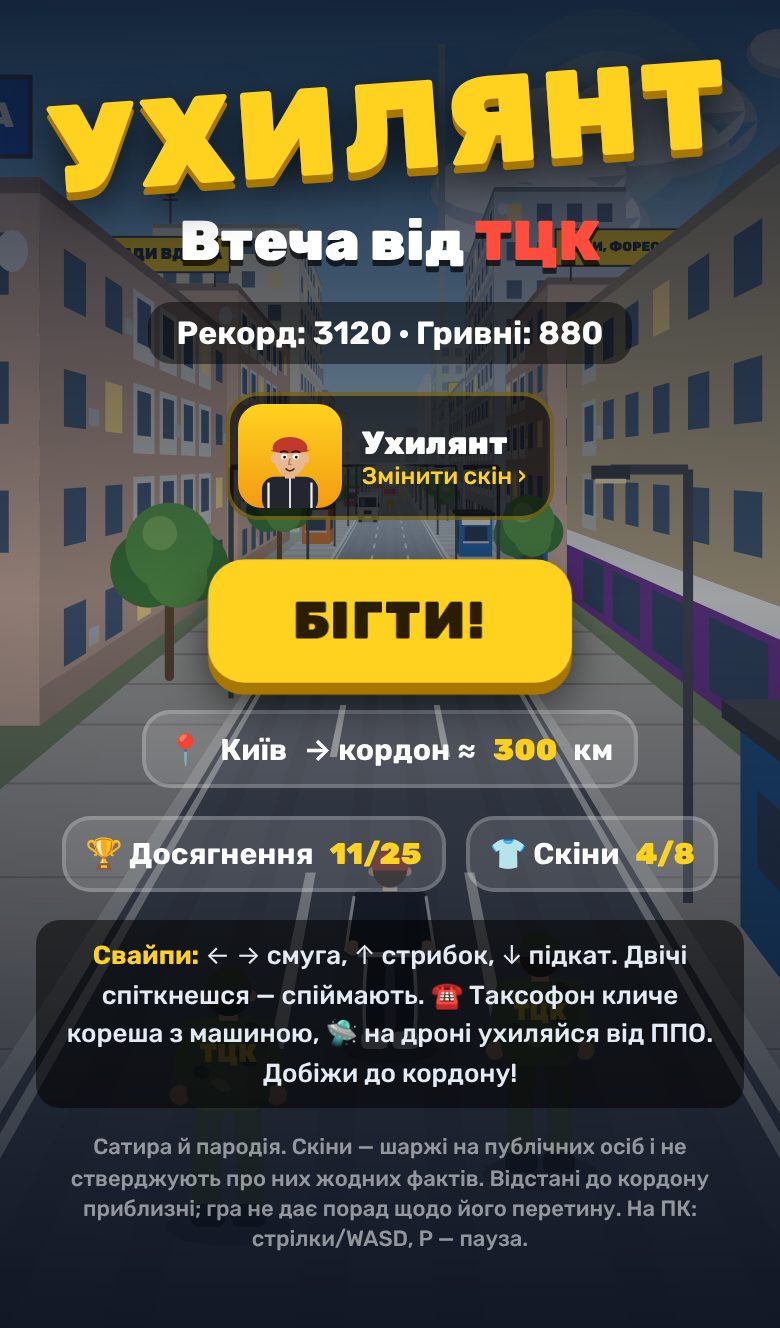 УХИЛЯНТ
Втеча від ТЦК
Рекорд: 3120 • Гривні: 880
Ухилянт
Змінити скін ›
БІГТИ!
📍 Київ → кордон ≈ 300 км
🏆 Досягнення 11/25
👕 Скіни 4/8
Свайпи: ← → смуга, ↑ стрибок, ↓ підкат. Двічі
спіткнешся — спіймають. ☎️ Таксофон кличе
кореша з машиною, 🛸 на дроні ухиляйся від ППО.
Добіжи до кордону!
ТЦК
ТЦК
Сатира й пародія. Скіни — шаржі на публічних осіб і не
стверджують про них жодних фактів. Відстані до кордону
приблизні; гра не дає порад щодо його перетину. На ПК:
стрілки/WASD, P — пауза.